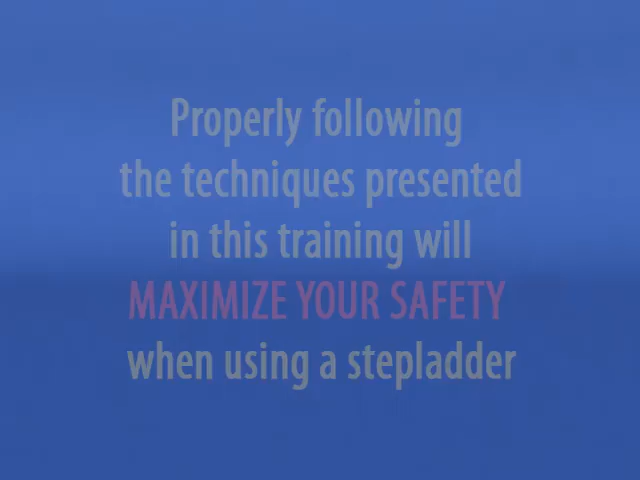 Properly following
the techniques presented
in this training will
MAXIMIZE YOUR SAFETY
when using a stepladder